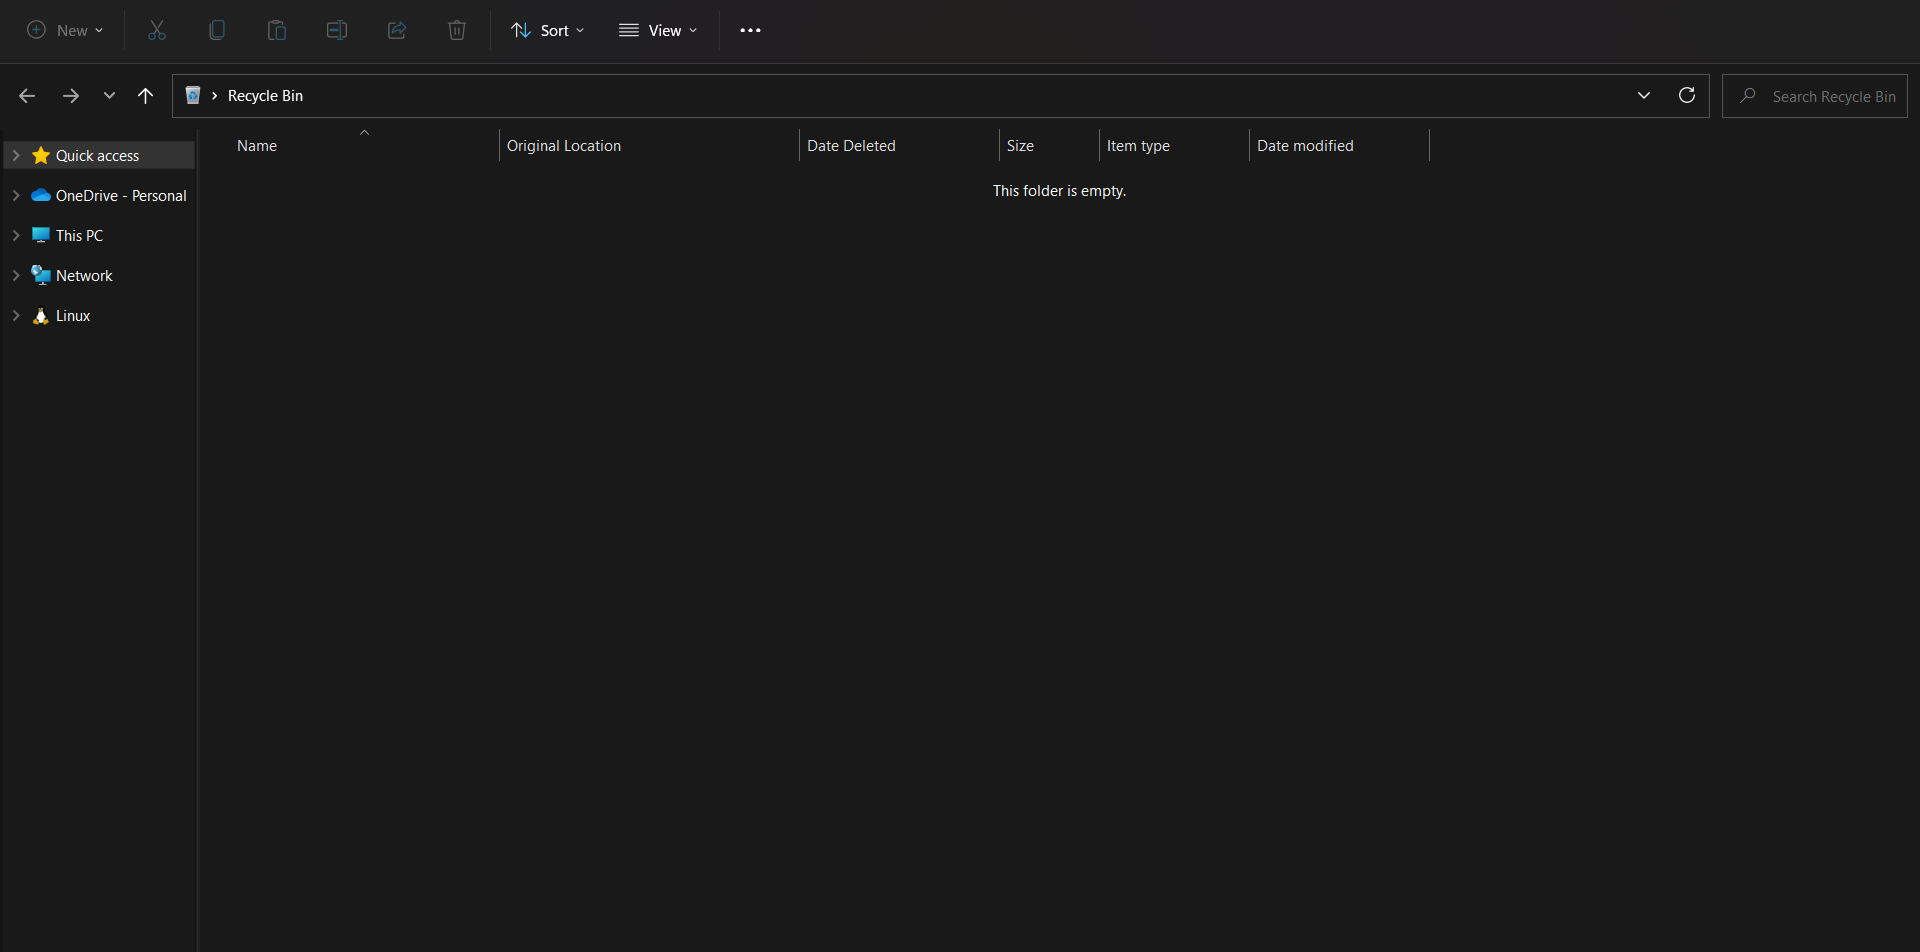 New
Sort
View
Recycle Bin
Search Recycle Bin
Name
Original Location
Date Deleted
Size
Item type
Date modified
This folder is empty.
Quick access
OneDrive - Personal
This PC
Network
Linux